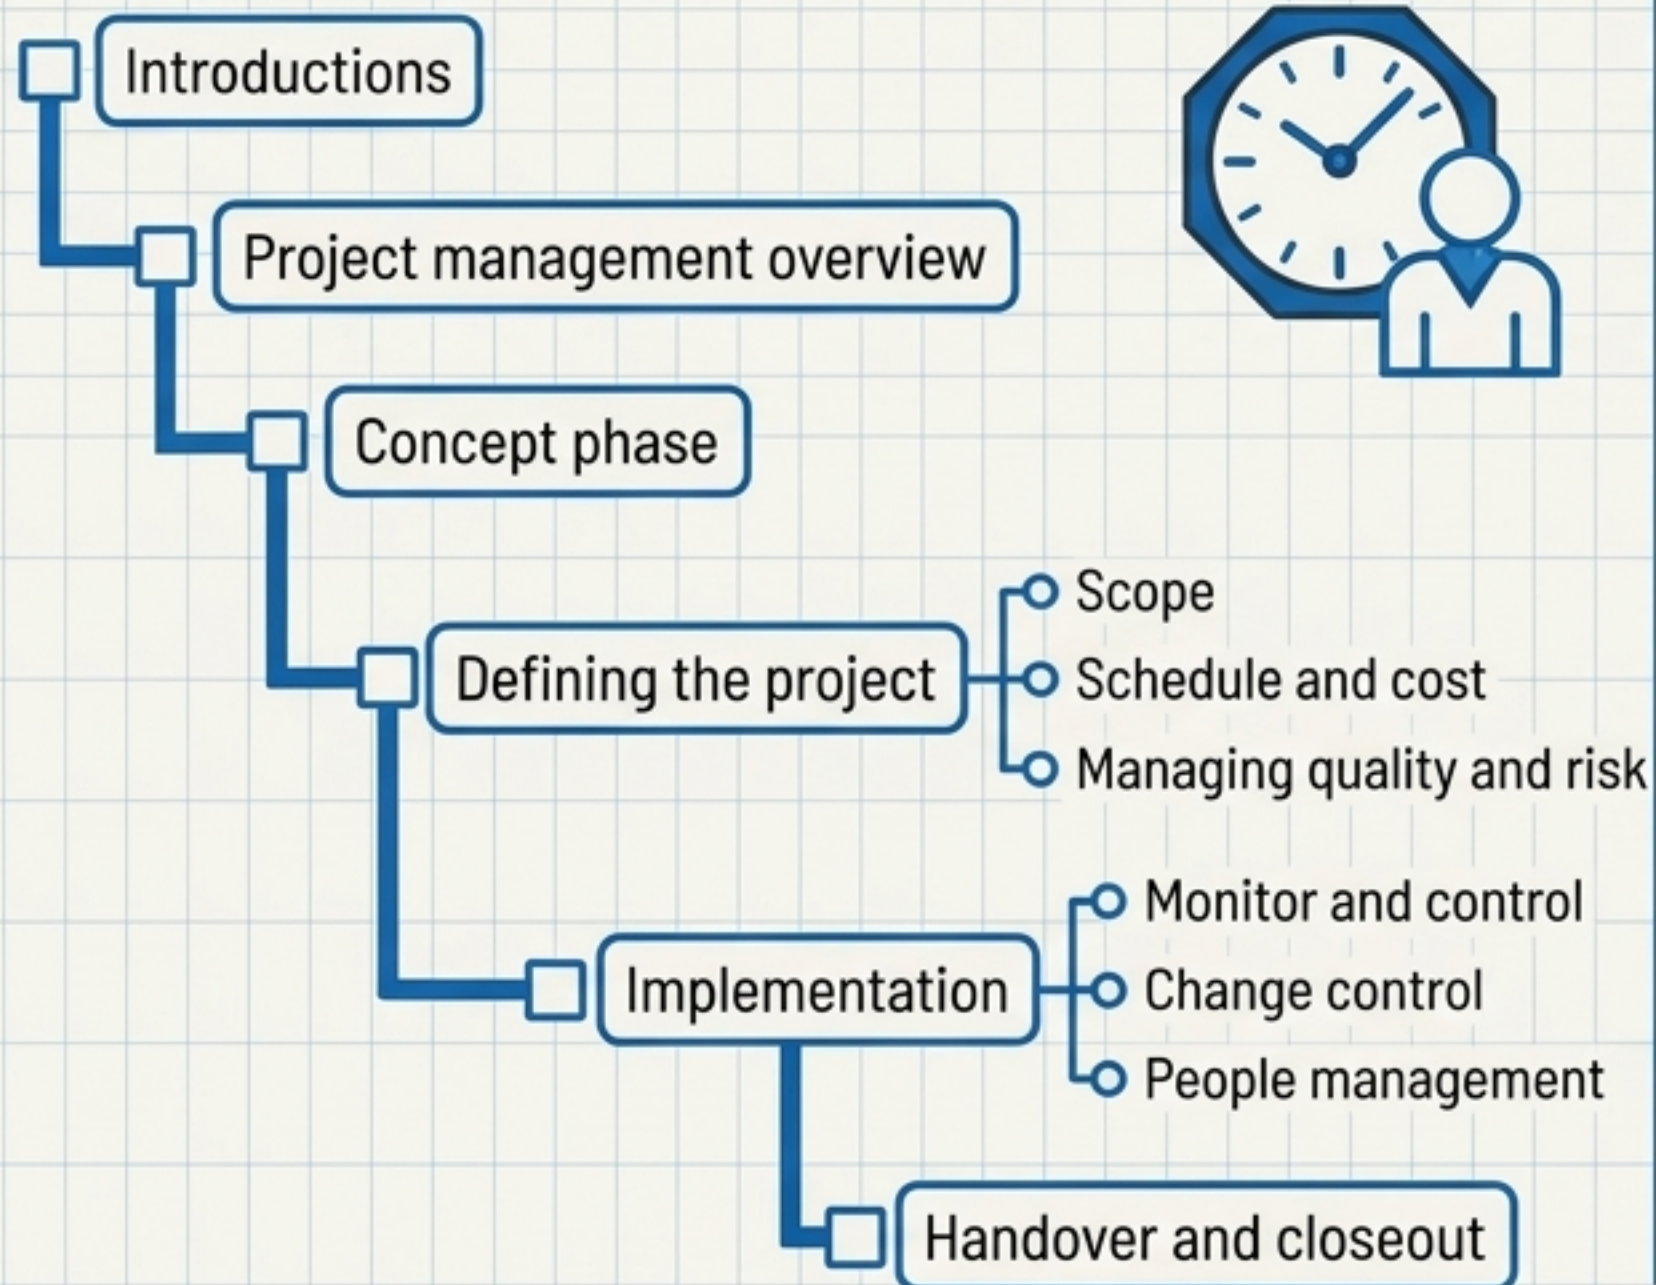 Introductions
Project management overview
Concept phase
Defining the project
Scope
Schedule and cost
Managing quality and risk
Implementation
Monitor and control
Change control
People management
Handover and closeout